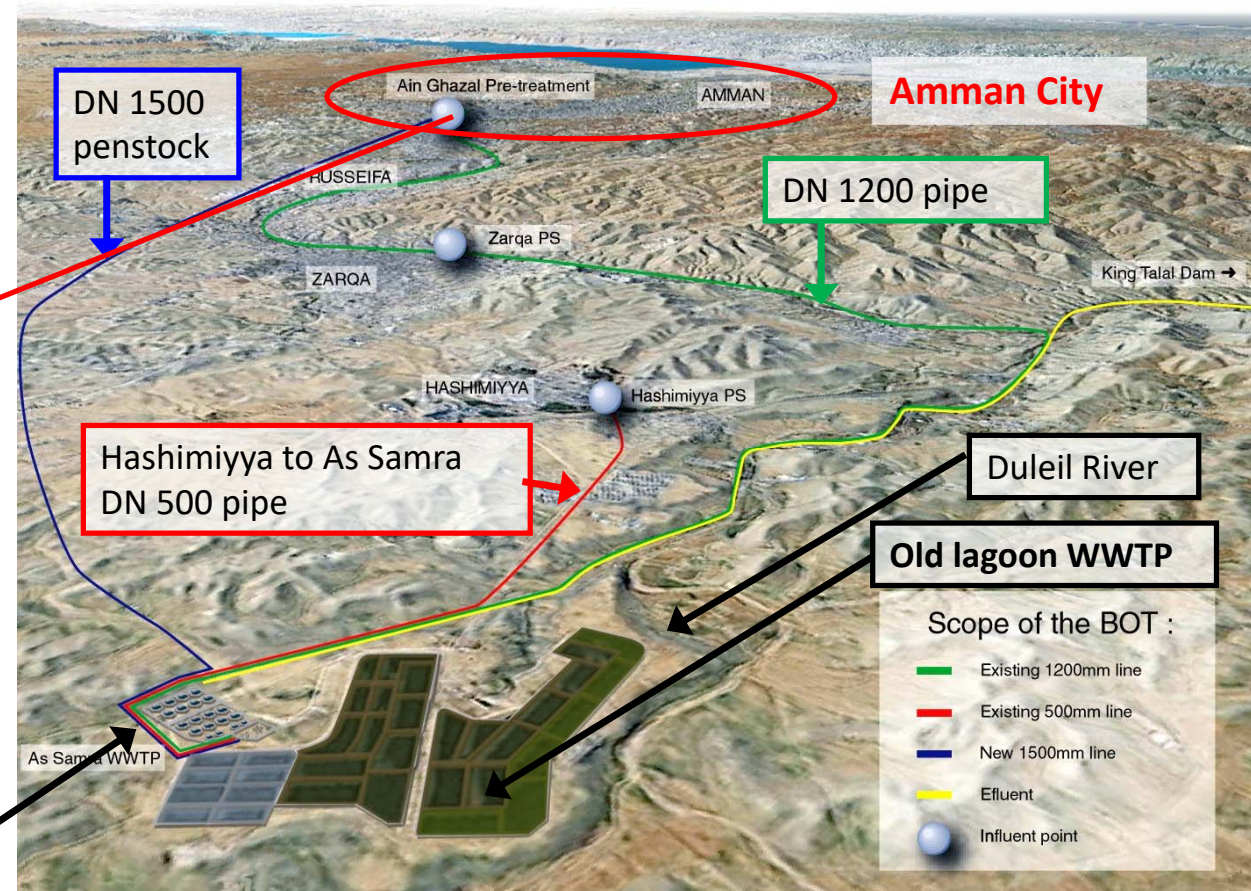 Ain Ghazal Pre-treatment
AMMAN
Amman City
DN 1500
penstock
RUSSEIFA
DN 1200 pipe
Zarqa PS
ZARQA
King Talal Dam →
HASHIMIYYA
Hashimiyya PS
Hashimiyya to As Samra
DN 500 pipe
Duleil River
Old lagoon WWTP
Scope of the BOT :
Existing 1200mm line
Existing 500mm line
New 1500mm line
Efluent
Influent point
As Samra WWTP